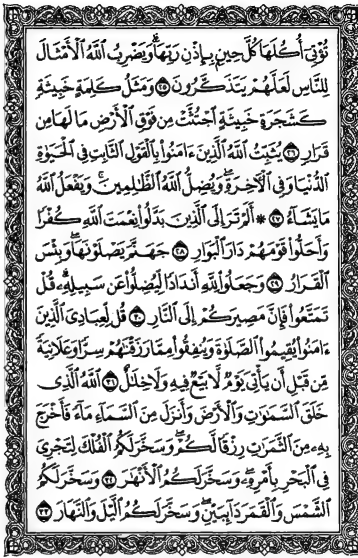 تُؤْتِىٓ أُكُلَهَا كُلَّ حِينٍۭ بِإِذْنِ رَبِّهَا ۗ وَيَضْرِبُ ٱللَّهُ ٱلْأَمْثَالَ
لِلنَّاسِ لَعَلَّهُمْ يَتَذَكَّرُونَ ٢٥ وَمَثَلُ كَلِمَةٍ خَبِيثَةٍ
كَشَجَرَةٍ خَبِيثَةٍ ٱجْتُثَّتْ مِن فَوْقِ ٱلْأَرْضِ مَا لَهَا مِن
قَرَارٍ ٢٦ يُثَبِّتُ ٱللَّهُ ٱلَّذِينَ ءَامَنُوا۟ بِٱلْقَوْلِ ٱلثَّابِتِ فِى ٱلْحَيَوٰةِ
ٱلدُّنْيَا وَفِى ٱلْـَٔاخِرَةِ ۖ وَيُضِلُّ ٱللَّهُ ٱلظَّـٰلِمِينَ ۚ وَيَفْعَلُ ٱللَّهُ
مَا يَشَآءُ ٢٧ ۞ أَلَمْ تَرَ إِلَى ٱلَّذِينَ بَدَّلُوا۟ نِعْمَتَ ٱللَّهِ كُفْرًا
وَأَحَلُّوا۟ قَوْمَهُمْ دَارَ ٱلْبَوَارِ ٢٨ جَهَنَّمَ يَصْلَوْنَهَا ۖ وَبِئْسَ
ٱلْقَرَارُ ٢٩ وَجَعَلُوا۟ لِلَّهِ أَندَادًا لِّيُضِلُّوا۟ عَن سَبِيلِهِۦ ۗ قُلْ
تَمَتَّعُوا۟ فَإِنَّ مَصِيرَكُمْ إِلَى ٱلنَّارِ ٣٠ قُل لِّعِبَادِىَ ٱلَّذِينَ
ءَامَنُوا۟ يُقِيمُوا۟ ٱلصَّلَوٰةَ وَيُنفِقُوا۟ مِمَّا رَزَقْنَـٰهُمْ سِرًّا وَعَلَانِيَةً
مِّن قَبْلِ أَن يَأْتِىَ يَوْمٌ لَّا بَيْعٌ فِيهِ وَلَا خِلَـٰلٌ ٣١ ٱللَّهُ ٱلَّذِى
خَلَقَ ٱلسَّمَـٰوَٰتِ وَٱلْأَرْضَ وَأَنزَلَ مِنَ ٱلسَّمَآءِ مَآءً فَأَخْرَجَ
بِهِۦ مِنَ ٱلثَّمَرَٰتِ رِزْقًا لَّكُمْ ۖ وَسَخَّرَ لَكُمُ ٱلْفُلْكَ لِتَجْرِىَ
فِى ٱلْبَحْرِ بِأَمْرِهِۦ ۖ وَسَخَّرَ لَكُمُ ٱلْأَنْهَـٰرَ ٣٢ وَسَخَّرَ لَكُمُ
ٱلشَّمْسَ وَٱلْقَمَرَ دَآئِبَيْنِ ۖ وَسَخَّرَ لَكُمُ ٱلَّيْلَ وَٱلنَّهَارَ ٣٣